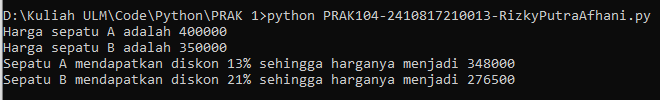 D:\Kuliah ULM\Code\Python\PRAK 1>python PRAK104-2410817210013-RizkyPutraAfhani.py
Harga sepatu A adalah 400000
Harga sepatu B adalah 350000
Sepatu A mendapatkan diskon 13% sehingga harganya menjadi 348000
Sepatu B mendapatkan diskon 21% sehingga harganya menjadi 276500